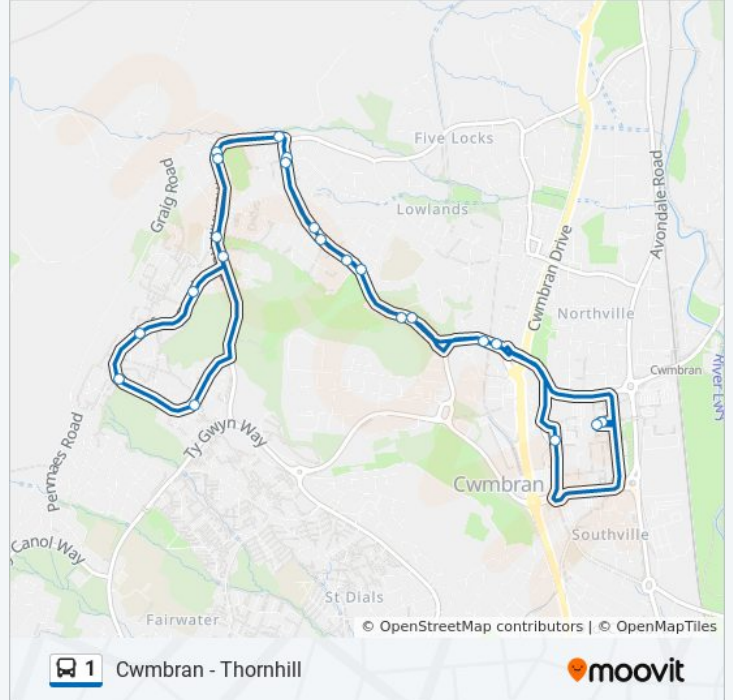 Five Locks
Graig Road
Avondale Road
Lowlands
Cwmbran Drive
Northville
River Lwyd
Cwmbran
Ty Gwyn Way
Penmaes Road
Cwmbran
Southville
y Canol Way
St Dials
Fairwater
© OpenStreetMap contributors | © OpenMapTiles
1 Cwmbran - Thornhill
moovit